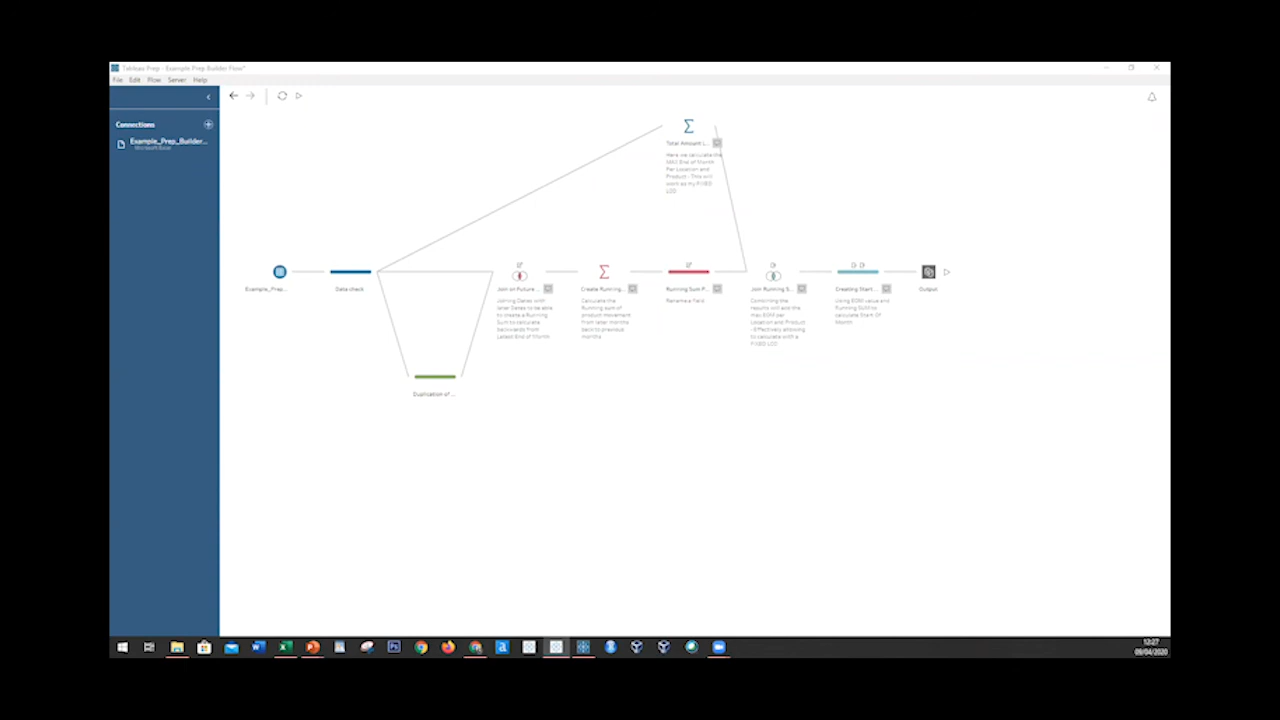 Tableau Prep - Example Prep Builder Flow*
File Edit Flow Server Help
Connections
Example_Prep_Builder...
Microsoft Excel
Total Amount L...
Here we calculate the
MAX End of Month
Per Location and
Product - This will
work as my FIXED
LOD
Example_Prep...
Data check
Join on Future ...
Joining Dates with
later Dates to be able
to create a Running
Sum to calculate
backwards from
Latest End of Month
Create Running...
Calculate the
Running sum of
product movement
from later months
back to previous
months
Running Sum P...
Rename a Field
Join Running S...
Combining the
results will add the
max EOM per
Location and Product
- Effectively allowing
to calculate with a
FIXED LOD
Creating Start ...
Using EOM value and
Running SUM to
calculate Start Of
Month
Output
Duplication of ...
12:27
09/04/2020